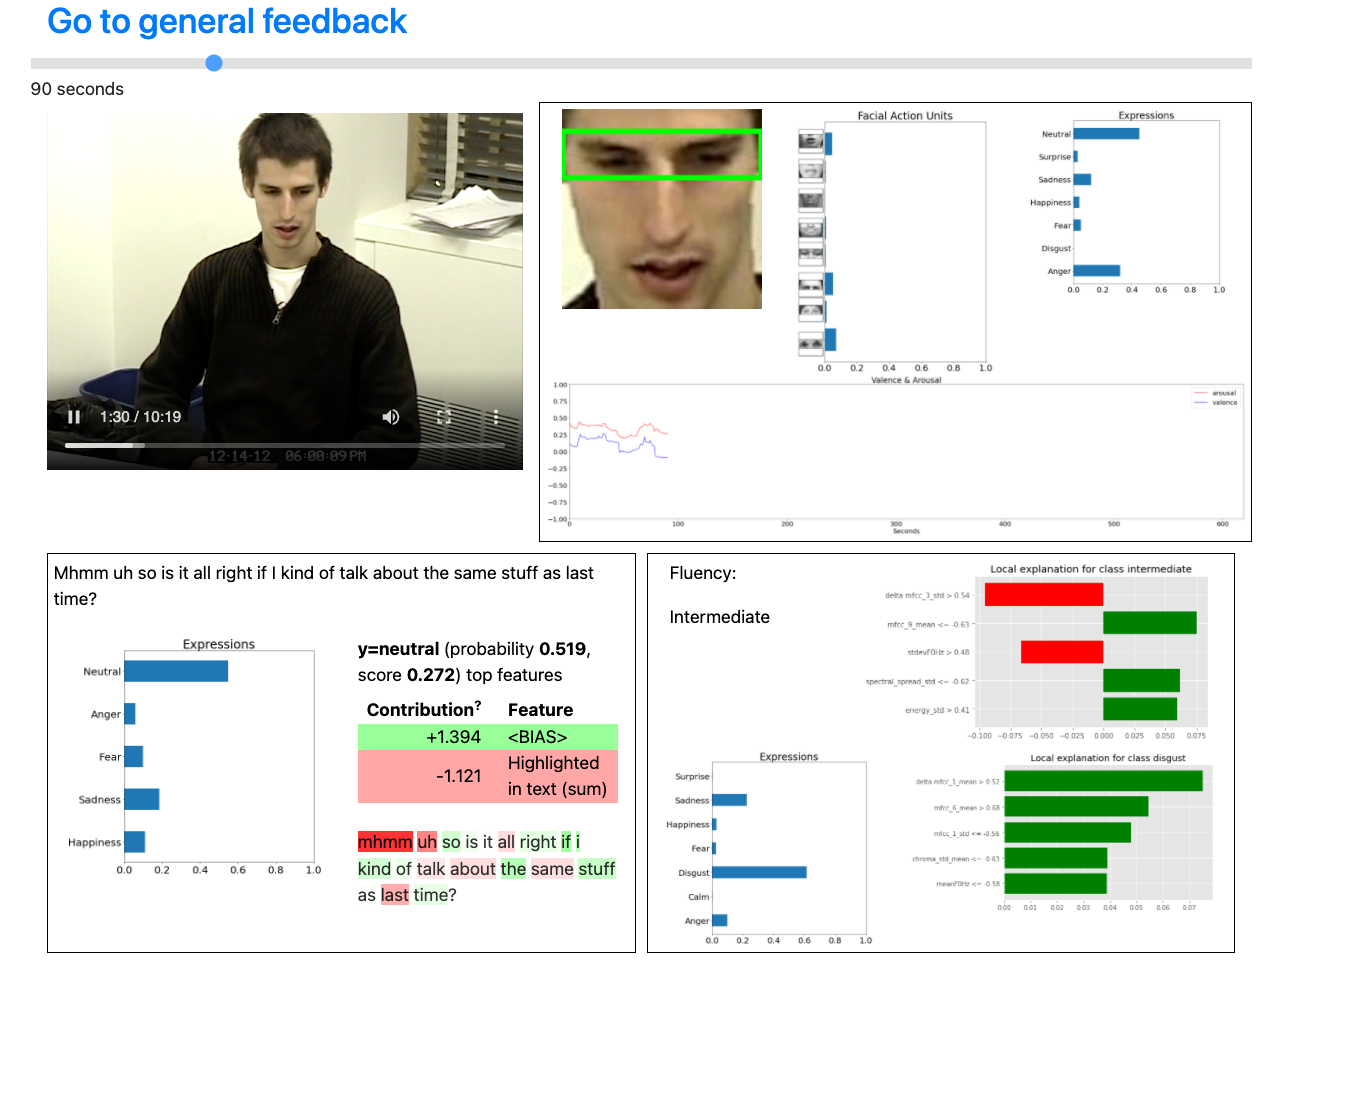 Go to general feedback
90 seconds
1:30 / 10:19
12-14-12 06:00:09PM
Facial Action Units
0.0 0.2 0.4 0.6 0.8 1.0
Expressions
Neutral
Surprise
Sadness
Happiness
Fear
Disgust
Anger
0.0 0.2 0.4 0.6 0.8 1.0
Valence & Arousal
arousal
valence
1.00
0.75
0.50
0.25
0.00
−0.25
−0.50
−0.75
−1.00
0 100 200 300 400 500 600
Seconds
Mhmm uh so is it all right if I kind of talk about the same stuff as last
time?
Expressions
Neutral
Anger
Fear
Sadness
Happiness
0.0 0.2 0.4 0.6 0.8 1.0
y=neutral (probability 0.519,
score 0.272) top features
Contribution? Feature
+1.394 <BIAS>
-1.121 Highlighted
in text (sum)
mhmm uh so is it all right if i
kind of talk about the same stuff
as last time?
Fluency:
Intermediate
Local explanation for class intermediate
delta mfcc_3_std > 0.54
mfcc_9_mean <= -0.63
stdevF0Hz > 0.48
spectral_spread_std <= -0.62
energy_std > 0.41
−0.100 −0.075 −0.050 −0.025 0.000 0.025 0.050 0.075
Expressions
Surprise
Sadness
Happiness
Fear
Disgust
Calm
Anger
0.0 0.2 0.4 0.6 0.8 1.0
Local explanation for class disgust
delta mfcc_1_mean > 0.52
mfcc_6_mean > 0.68
mfcc_1_std <= -0.56
chroma_std_mean <= -0.63
meanF0Hz <= -0.58
0.00 0.01 0.02 0.03 0.04 0.05 0.06 0.07